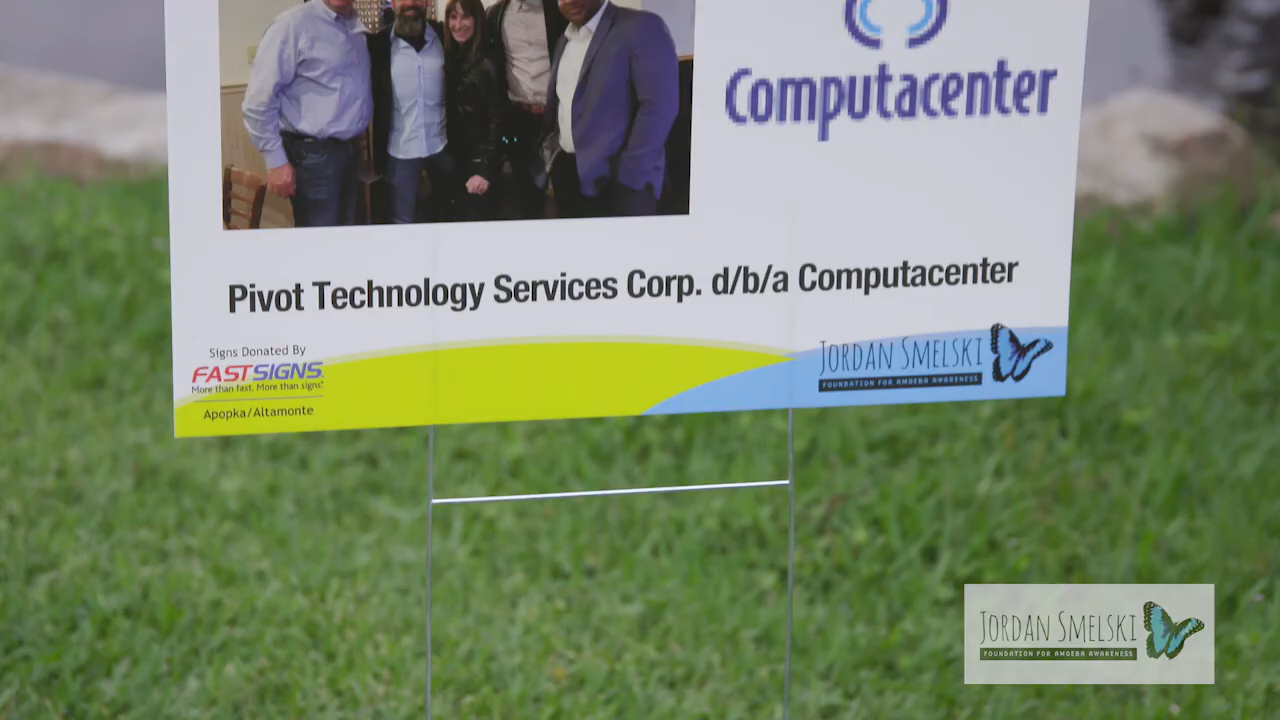 Computacenter
Pivot Technology Services Corp. d/b/a Computacenter
Signs Donated By
FASTSIGNS.
More than fast. More than signs.®
Apopka/Altamonte
JORDAN SMELSKI
FOUNDATION FOR AMOEBA AWARENESS
JORDAN SMELSKI
FOUNDATION FOR AMOEBA AWARENESS